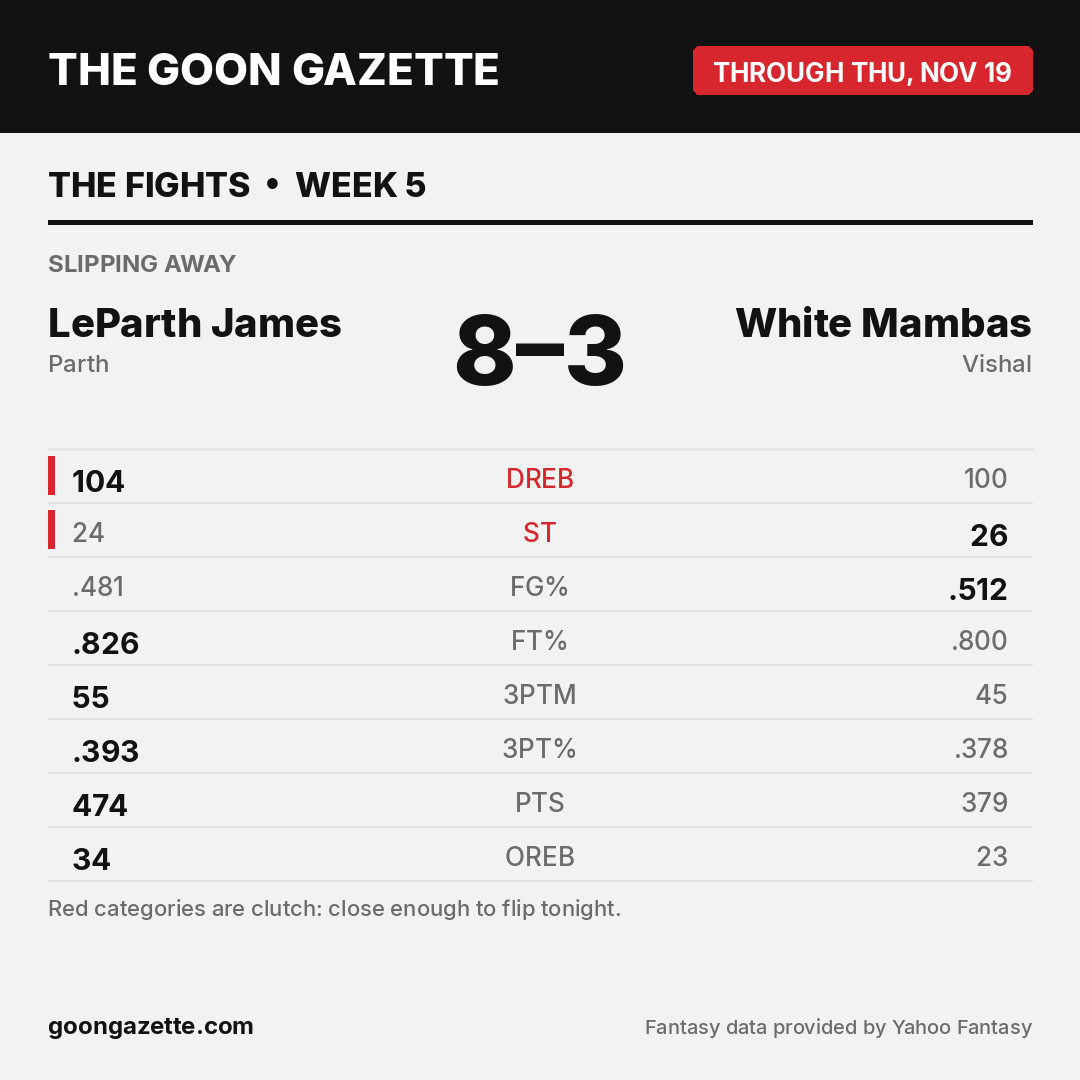 THE GOON GAZETTE
THROUGH THU, NOV 19
THE FIGHTS • WEEK 5
SLIPPING AWAY
LeParth James 8–3 White Mambas
Parth Vishal
104 DREB 100
24 ST 26
.481 FG% .512
.826 FT% .800
55 3PTM 45
.393 3PT% .378
474 PTS 379
34 OREB 23
Red categories are clutch: close enough to flip tonight.
goongazette.com Fantasy data provided by Yahoo Fantasy